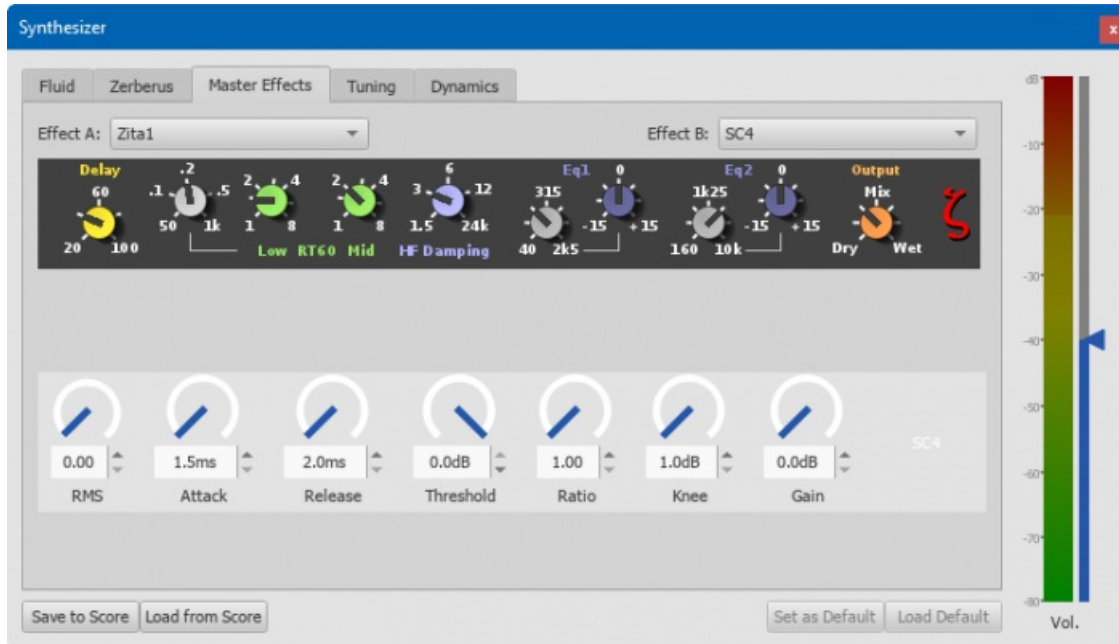 Synthesizer
x
Fluid Zerberus Master Effects Tuning Dynamics
Effect A: Zita1 Effect B: SC4
Delay .2 2 4 2 4 6 Eq1 0 Eq2 0 Output
60 .1 .5 3 12 315 1k25 Mix
50 1k 1 8 1 8 1.5 24k -15 +15 -15 +15
20 100 Low RT60 Mid HF Damping 40 2k5 160 10k Dry Wet
ζ
0.00 1.5ms 2.0ms 0.0dB 1.00 1.0dB 0.0dB
SC4
RMS Attack Release Threshold Ratio Knee Gain
Save to Score Load from Score Set as Default Load Default
dB
-10
-20
-30
-40
-50
-60
-70
-80
Vol.